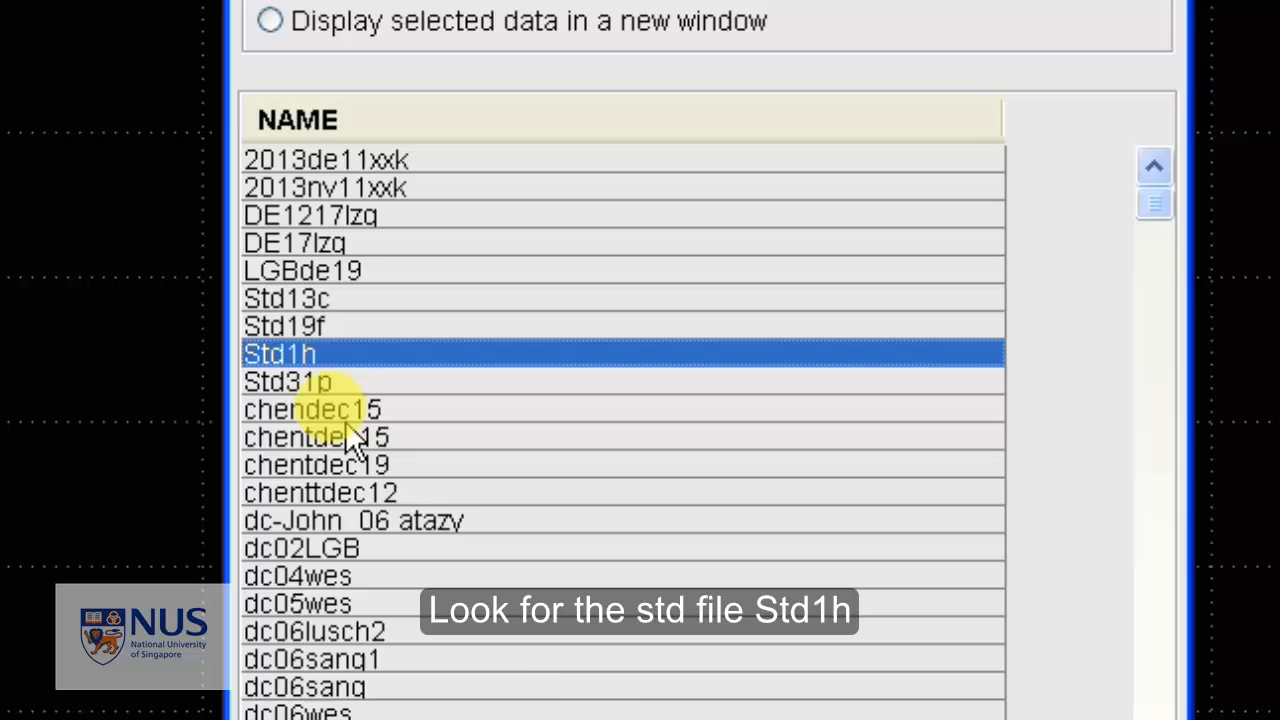 Display selected data in a new window
NAME
2013de11xxk
2013nv11xxk
DE1217lzq
DE17lzq
LGBde19
Std13c
Std19f
Std1h
Std31p
chendec15
chentdec15
chentdec19
chenttdec12
dc-John_06 atazy
dc02LGB
dc04wes
dc05wes
dc06lusch2
dc06sang1
dc06sang
dc06wes
Look for the std file Std1h
NUS
National University
of Singapore